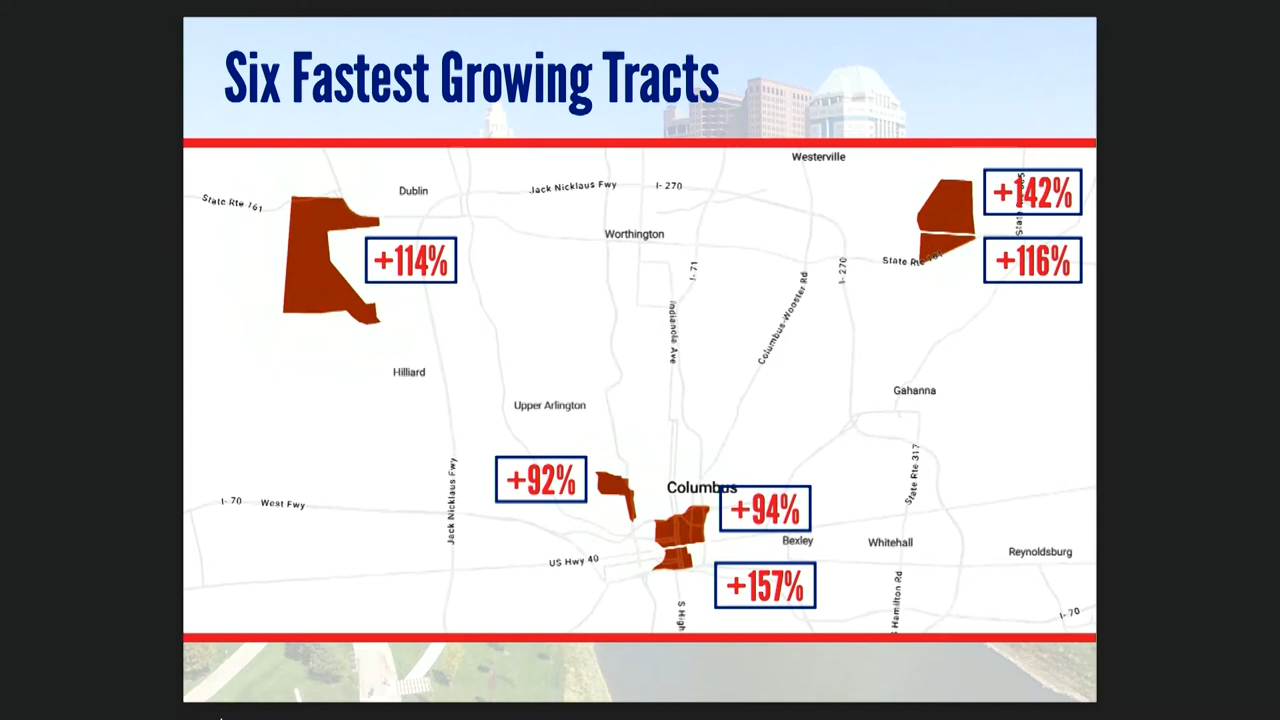 Six Fastest Growing Tracts
Westerville
State Rte 161
Dublin
Jack Nicklaus Fwy
I- 270
+142%
Worthington
+114%
I- 71
I- 270
State Rte 161
+116%
Indianola Ave
Columbus-Wooster Rd
Hilliard
Upper Arlington
Gahanna
+92%
Columbus
+94%
State Rte 317
I- 70
West Fwy
Jack Nicklaus Fwy
Bexley
Whitehall
Reynoldsburg
US Hwy 40
+157%
S High
Hamilton Rd
I- 70